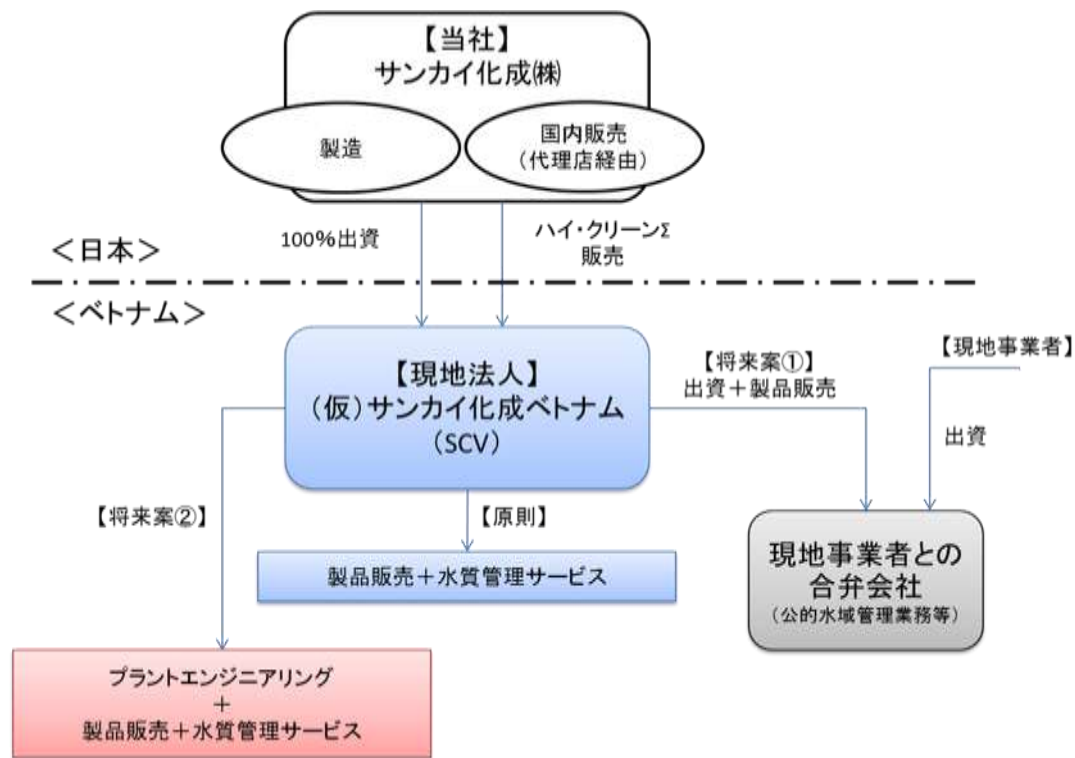 【当社】
サンカイ化成㈱
製造
国内販売
（代理店経由）
100％出資
ハイ・クリーンΣ
販売
＜日本＞
＜ベトナム＞
【現地法人】
（仮）サンカイ化成ベトナム
（SCV）
【将来案①】
出資＋製品販売
【現地事業者】
出資
【将来案②】
【原則】
製品販売＋水質管理サービス
現地事業者との
合弁会社
（公的水域管理業務等）
プラントエンジニアリング
＋
製品販売＋水質管理サービス